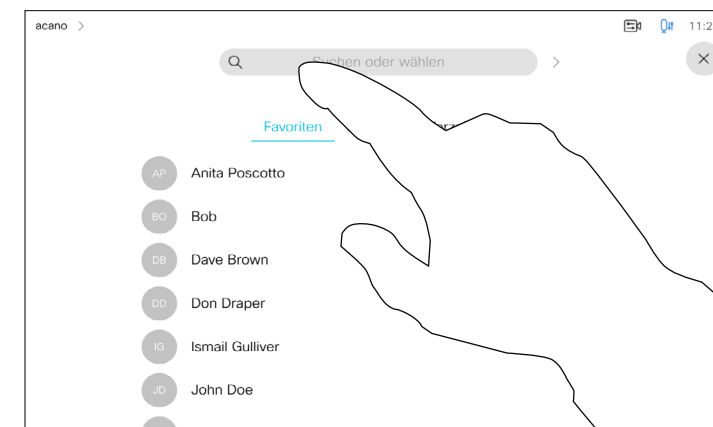 acano >
11:2
Suchen oder wählen >
Favoriten
AP Anita Poscotto
BO Bob
DB Dave Brown
DD Don Draper
IG Ismail Gulliver
JD John Doe